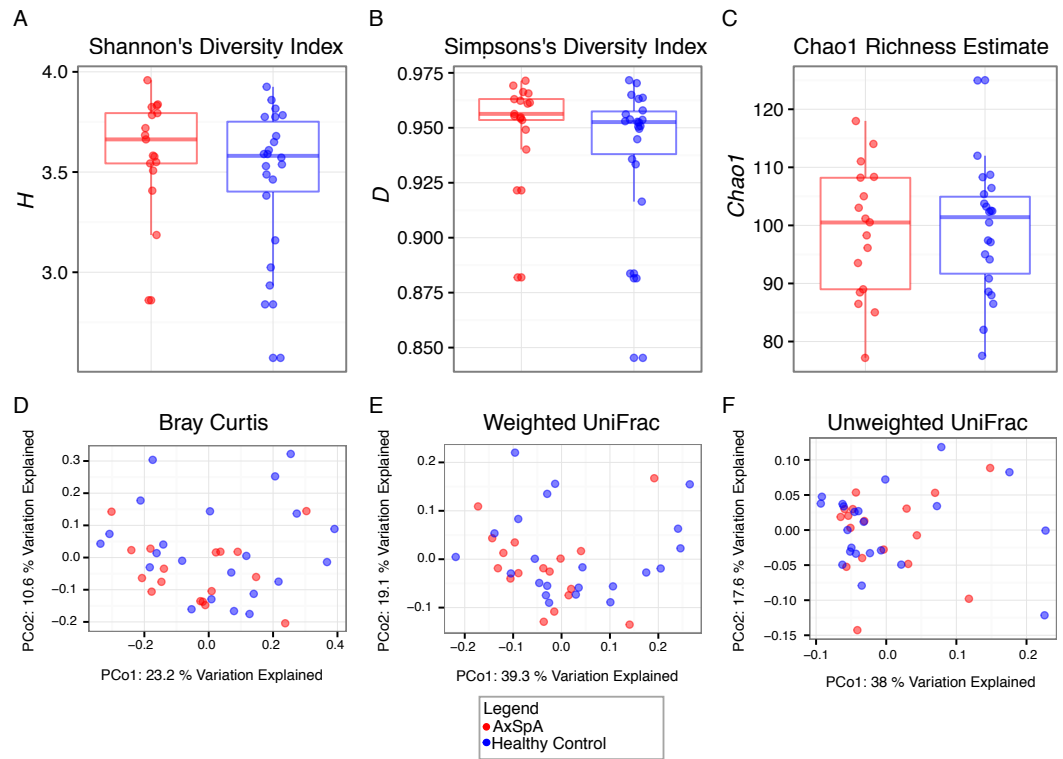 A
Shannon's Diversity Index
4.0
3.5
3.0
H
B
Simpsons's Diversity Index
0.975
0.950
0.925
0.900
0.875
0.850
D
C
Chao1 Richness Estimate
120
110
100
90
80
Chao1
D
Bray Curtis
0.3
0.2
0.1
0.0
−0.1
−0.2
PCo2: 10.6 % Variation Explained
−0.2
0.0
0.2
0.4
PCo1: 23.2 % Variation Explained
E
Weighted UniFrac
0.2
0.1
0.0
−0.1
PCo2: 19.1 % Variation Explained
−0.2
−0.1
0.0
0.1
0.2
PCo1: 39.3 % Variation Explained
F
Unweighted UniFrac
0.10
0.05
0.00
−0.05
−0.10
−0.15
PCo2: 17.6 % Variation Explained
−0.1
0.0
0.1
0.2
PCo1: 38 % Variation Explained
Legend
AxSpA
Healthy Control